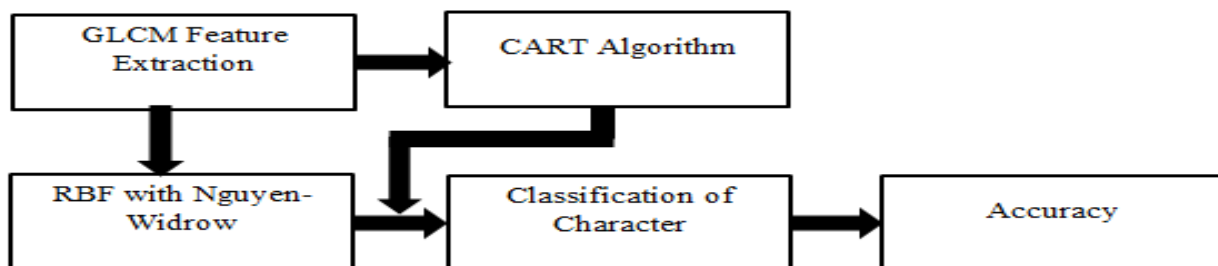 GLCM Feature
Extraction
CART Algorithm
RBF with Nguyen-
Widrow
Classification of
Character
Accuracy